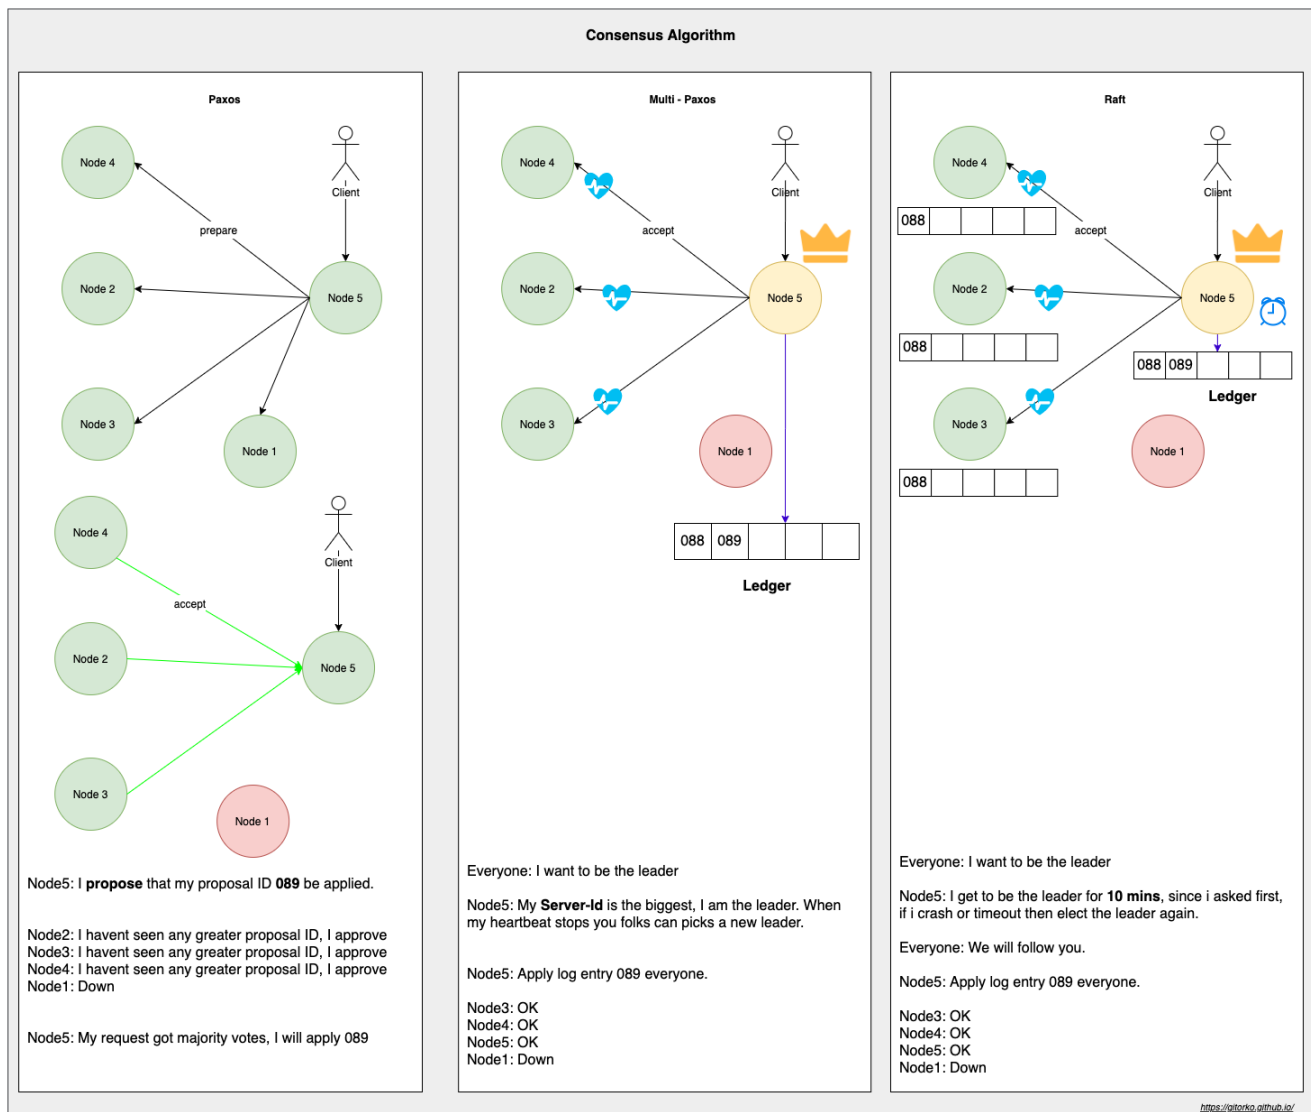 Consensus Algorithm
Paxos
Node 4
Client
prepare
Node 2
Node 5
Node 3
Node 1
Node 4
Client
accept
Node 2
Node 5
Node 3
Node 1
Node5: I propose that my proposal ID 089 be applied.
Node2: I havent seen any greater proposal ID, I approve
Node3: I havent seen any greater proposal ID, I approve
Node4: I havent seen any greater proposal ID, I approve
Node1: Down
Node5: My request got majority votes, I will apply 089
Multi - Paxos
Node 4
Client
accept
Node 2
Node 5
Node 3
Node 1
088 089
Ledger
Everyone: I want to be the leader
Node5: My Server-Id is the biggest, I am the leader. When
my heartbeat stops you folks can picks a new leader.
Node5: Apply log entry 089 everyone.
Node3: OK
Node4: OK
Node5: OK
Node1: Down
Raft
Node 4
Client
088
accept
Node 2
Node 5
088
088 089
Ledger
Node 3
Node 1
088
Everyone: I want to be the leader
Node5: I get to be the leader for 10 mins, since i asked first,
if i crash or timeout then elect the leader again.
Everyone: We will follow you.
Node5: Apply log entry 089 everyone.
Node3: OK
Node4: OK
Node5: OK
Node1: Down
https://gitorko.github.io/